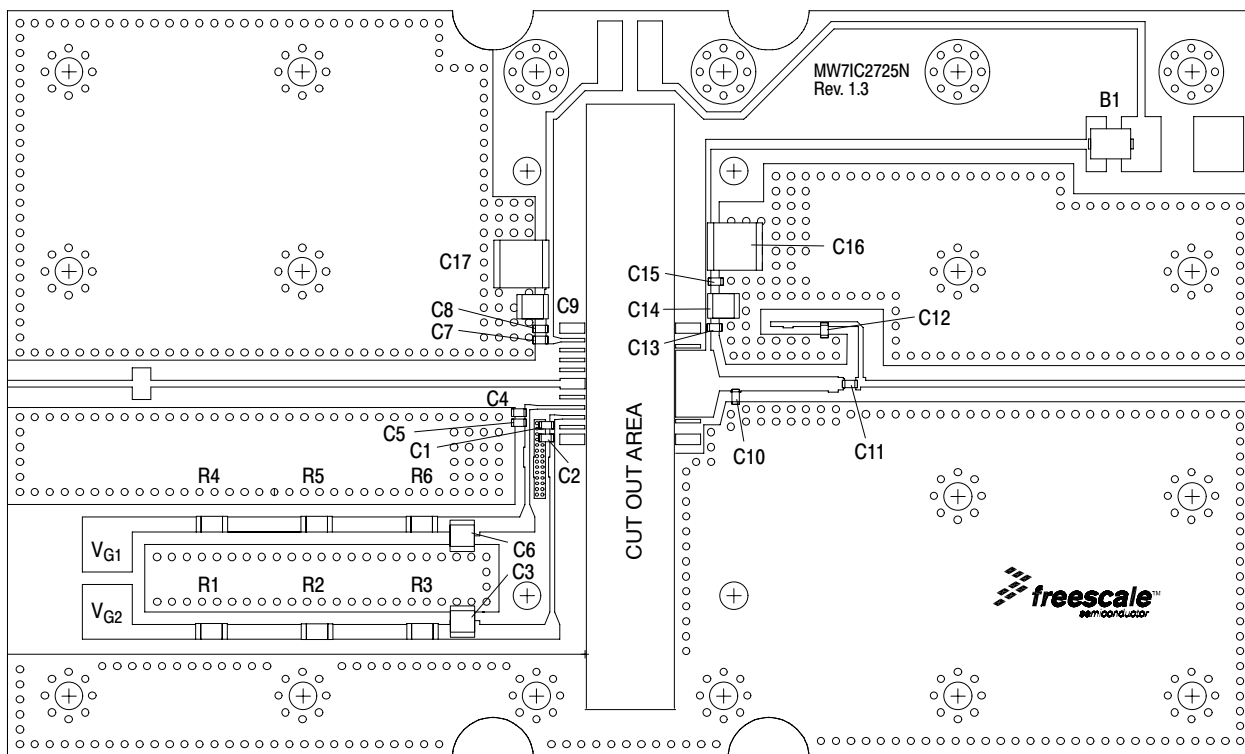 MW7IC2725N
Rev. 1.3
B1
C17
C16
C15
C9
C8
C14
C7
C13
C12
C4
C5
C1
C2
C10
C11
R4
R5
R6
CUT OUT AREA
VG1
C6
C3
R1
R2
R3
VG2
freescale™
semiconductor